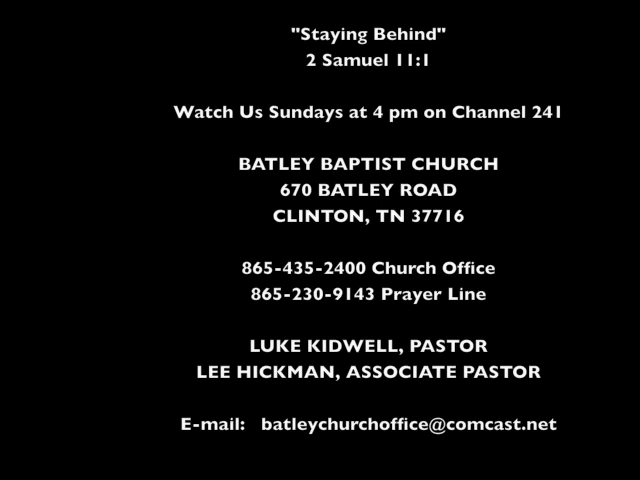 "Staying Behind"
2 Samuel 11:1
Watch Us Sundays at 4 pm on Channel 241
BATLEY BAPTIST CHURCH
670 BATLEY ROAD
CLINTON, TN 37716
865-435-2400 Church Office
865-230-9143 Prayer Line
LUKE KIDWELL, PASTOR
LEE HICKMAN, ASSOCIATE PASTOR
E-mail: batleychurchoffice@comcast.net